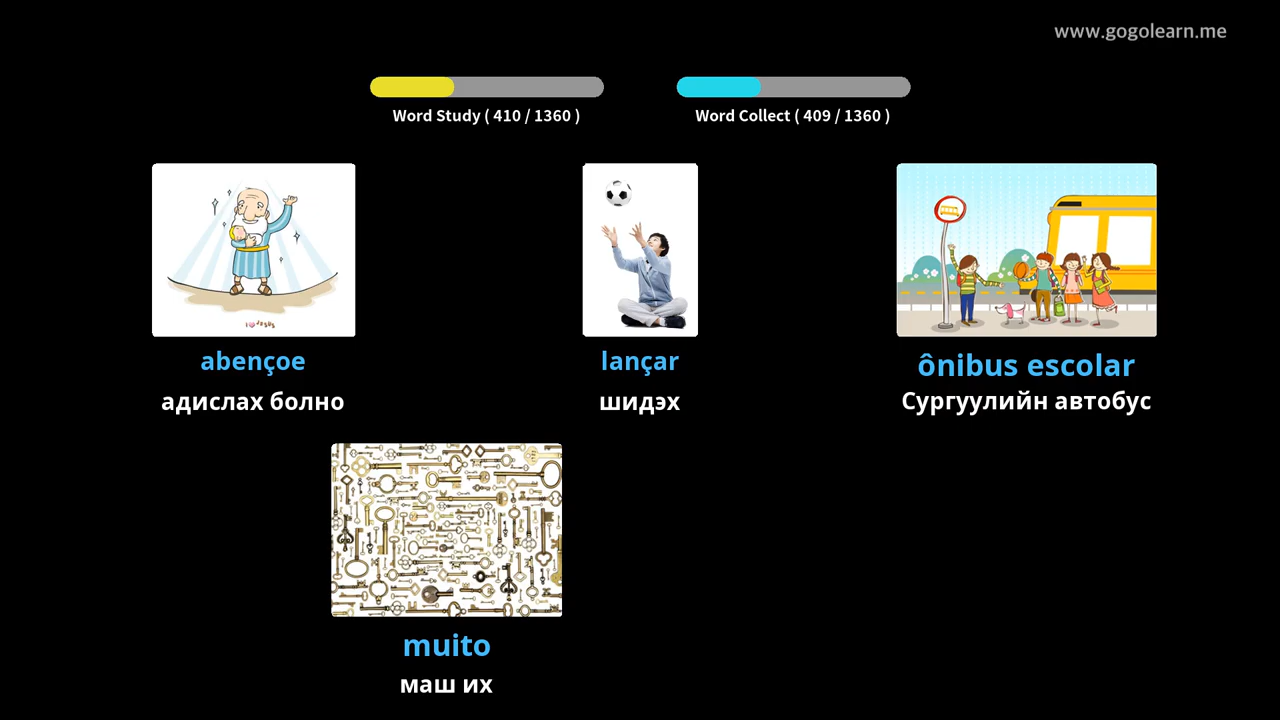 www.gogolearn.me
Word Study ( 410 / 1360 )
Word Collect ( 409 / 1360 )
I JESUS
abençoe
lançar
ônibus escolar
адислах болно
шидэх
Сургуулийн автобус
muito
маш их